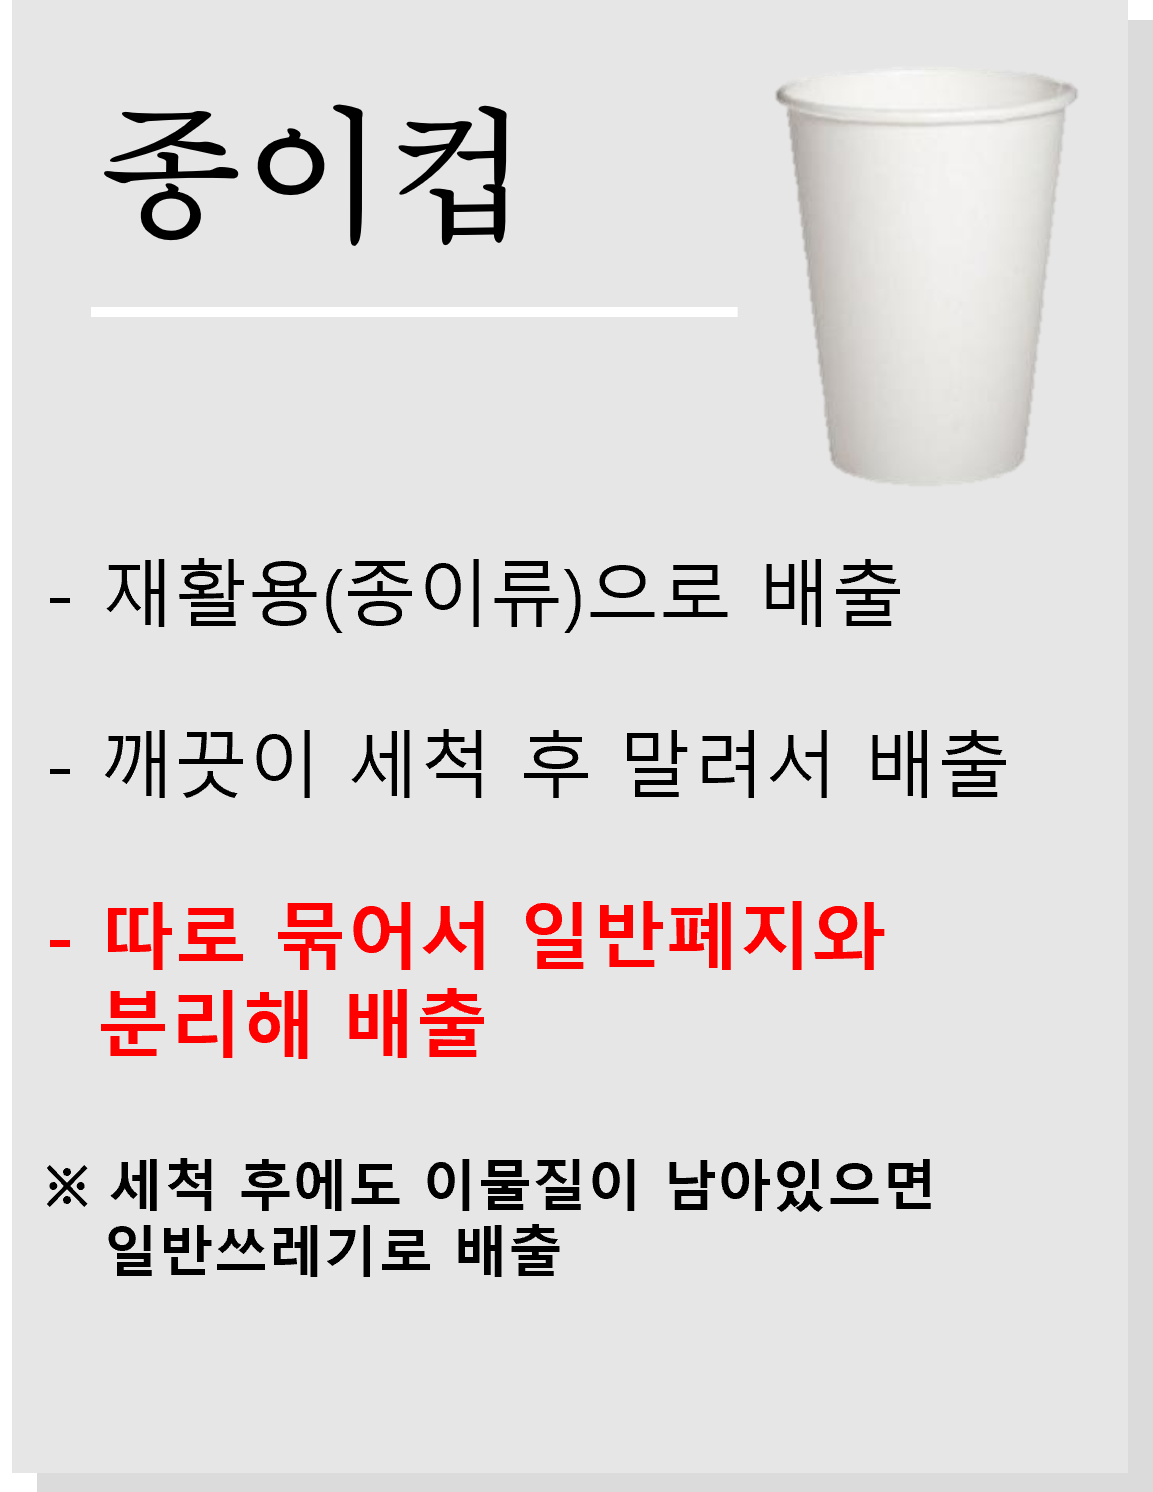 종이컵
- 재활용(종이류)으로 배출
- 깨끗이 세척 후 말려서 배출
- 따로 묶어서 일반폐지와
분리해 배출
※ 세척 후에도 이물질이 남아있으면
일반쓰레기로 배출